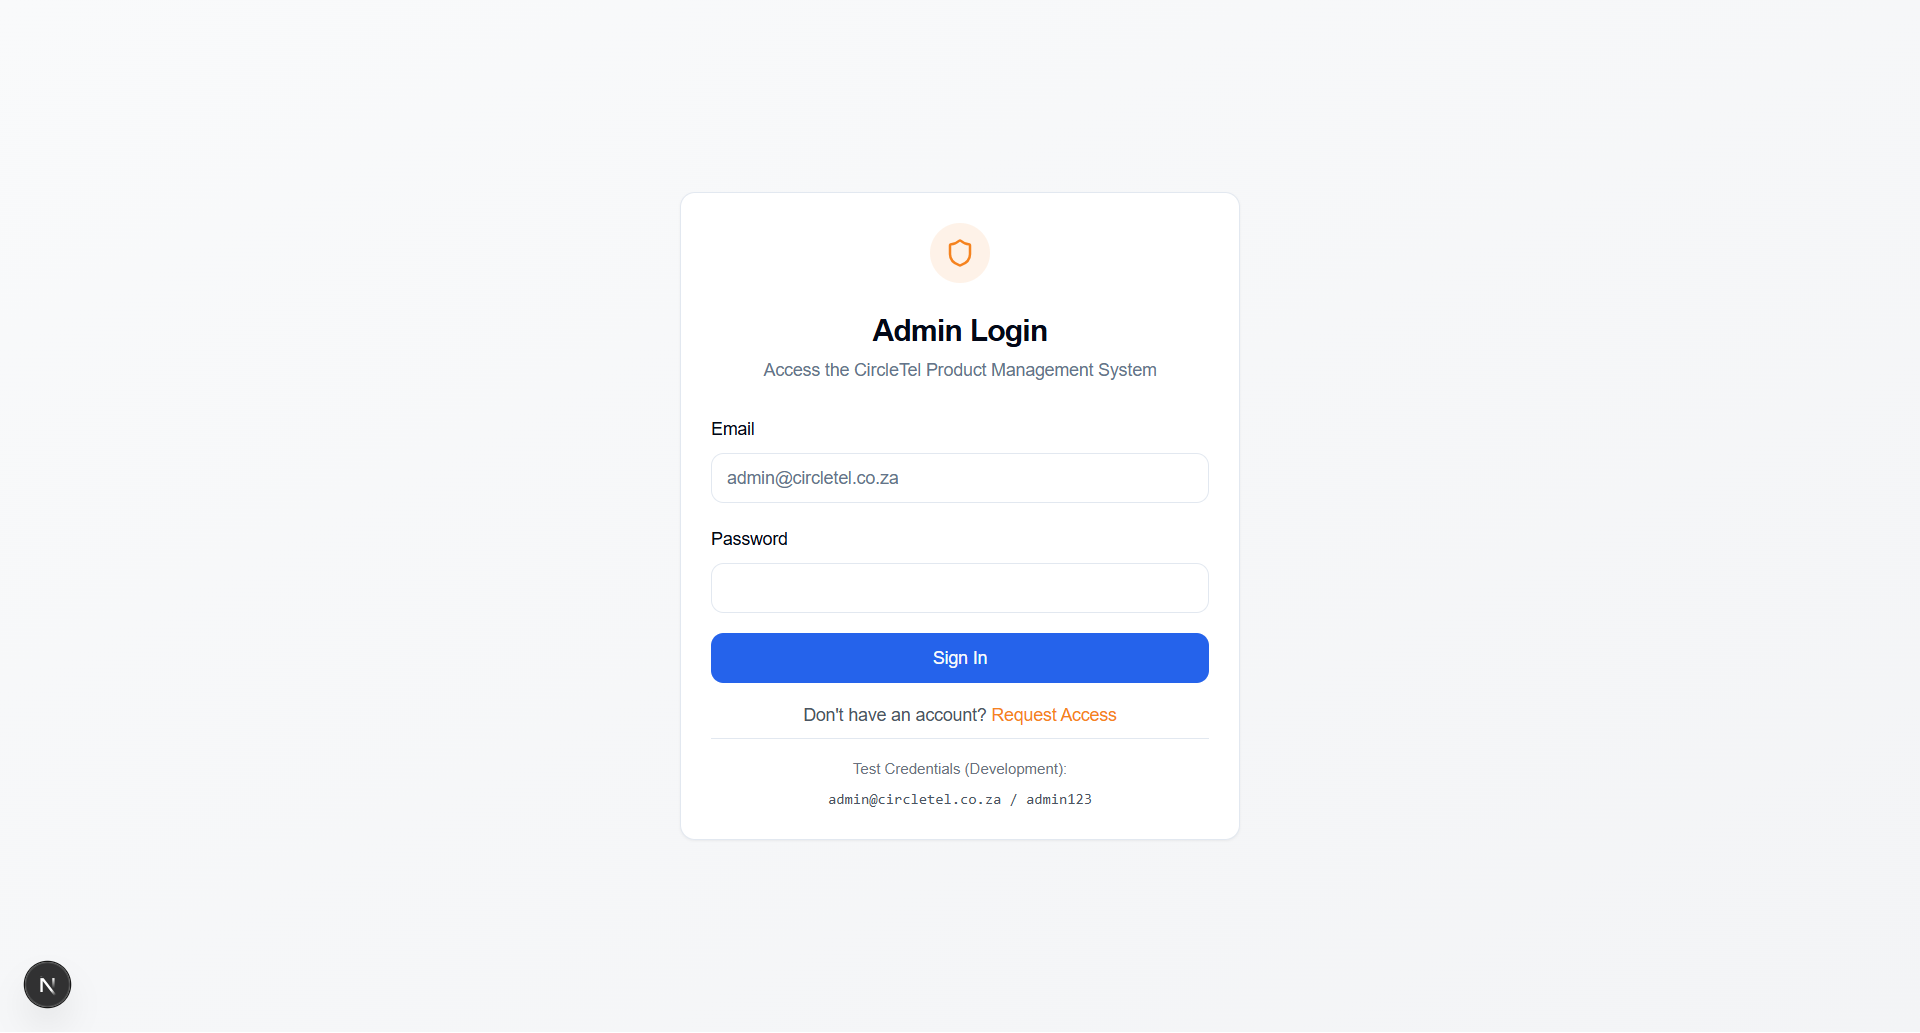 Admin Login
Access the CircleTel Product Management System
Email
admin@circletel.co.za
Password
Sign In
Don't have an account? Request Access
Test Credentials (Development):
admin@circletel.co.za / admin123
N